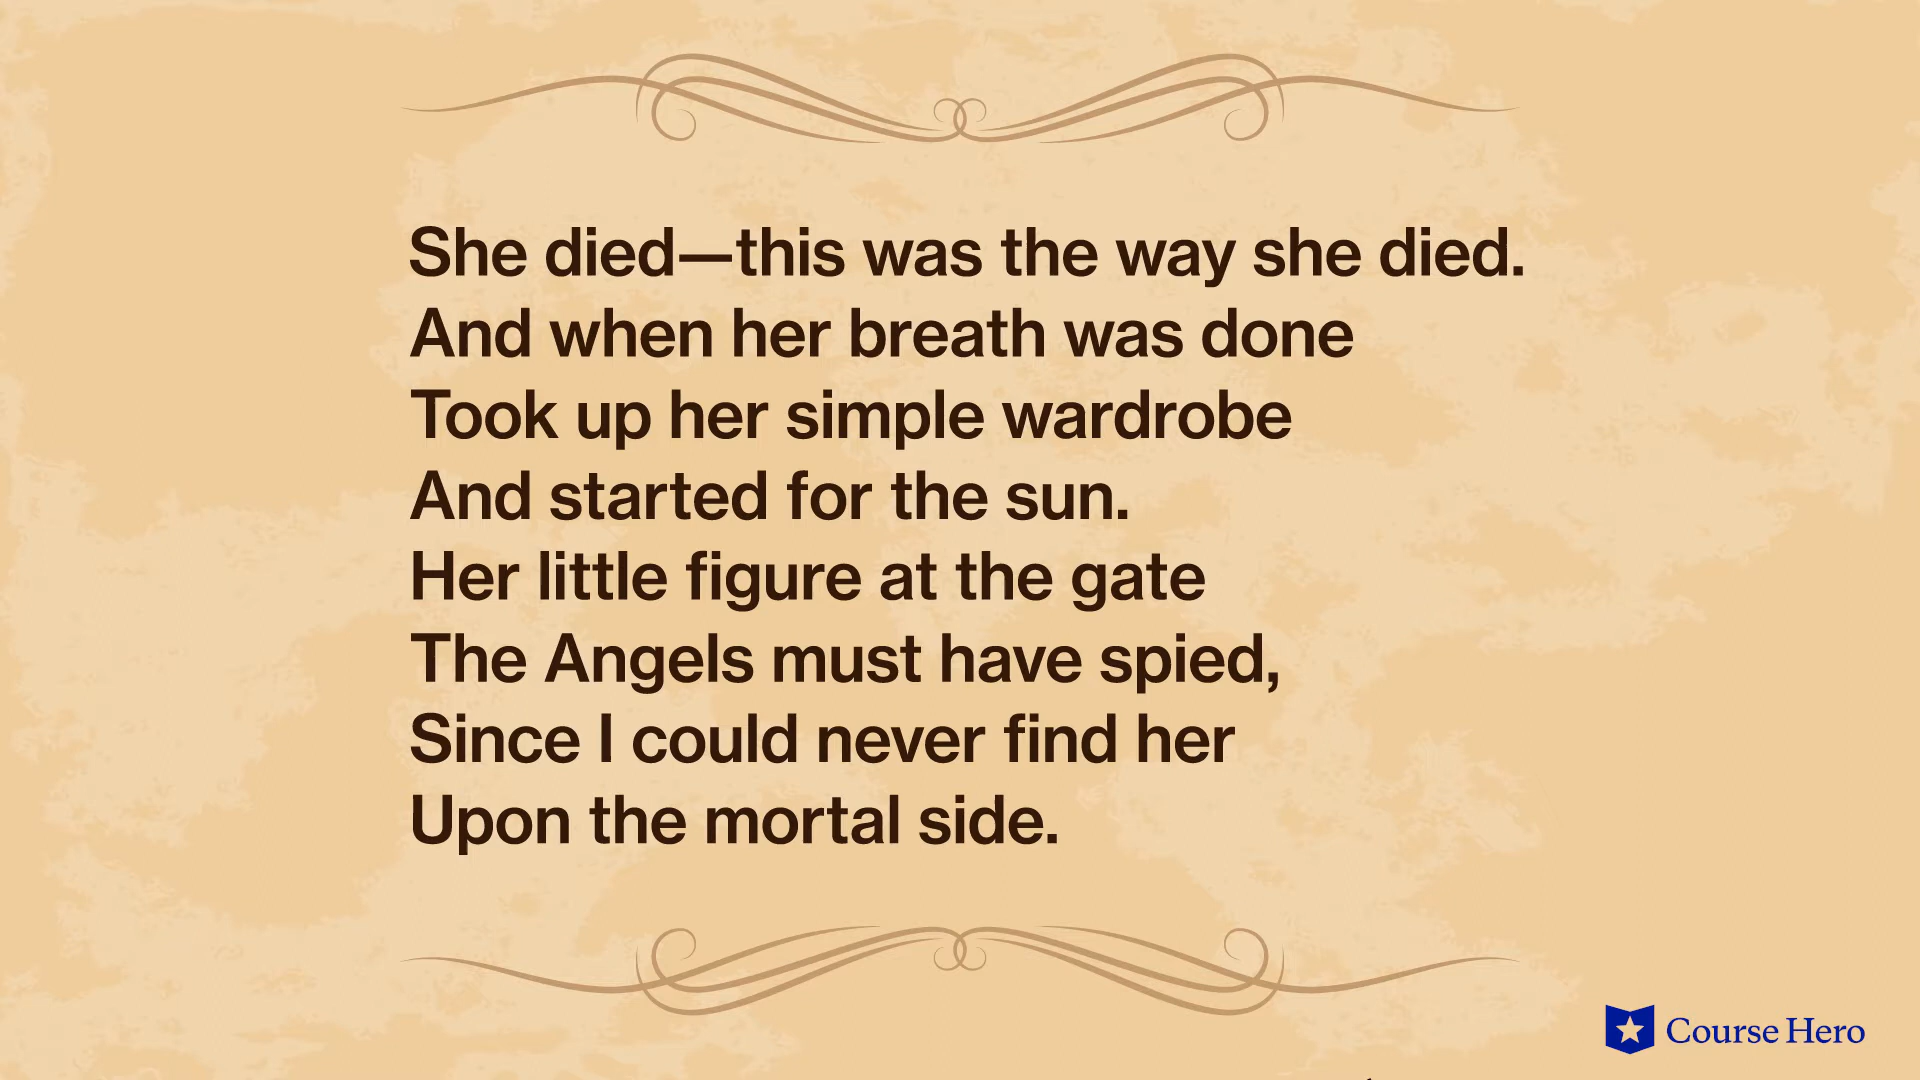 She died—this was the way she died.
And when her breath was done
Took up her simple wardrobe
And started for the sun.
Her little figure at the gate
The Angels must have spied,
Since I could never find her
Upon the mortal side.
Course Hero